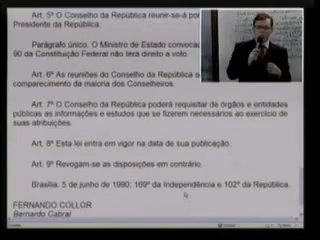 Art. 5º O Conselho da República reunir-se-á por
Presidente da República.
Parágrafo único. O Ministro de Estado convocad
90 da Constituição Federal não terá direito a voto.
Art. 6º As reuniões do Conselho da República s
comparecimento da maioria dos Conselheiros.
Art. 7º O Conselho da República poderá requisitar de órgãos e entidades
públicas as informações e estudos que se fizerem necessários ao exercício de
suas atribuições.
Art. 8º Esta lei entra em vigor na data de sua publicação.
Art. 9º Revogam-se as disposições em contrário.
Brasília, 5 de junho de 1990; 169º da Independência e 102º da República.
FERNANDO COLLOR
Bernardo Cabral